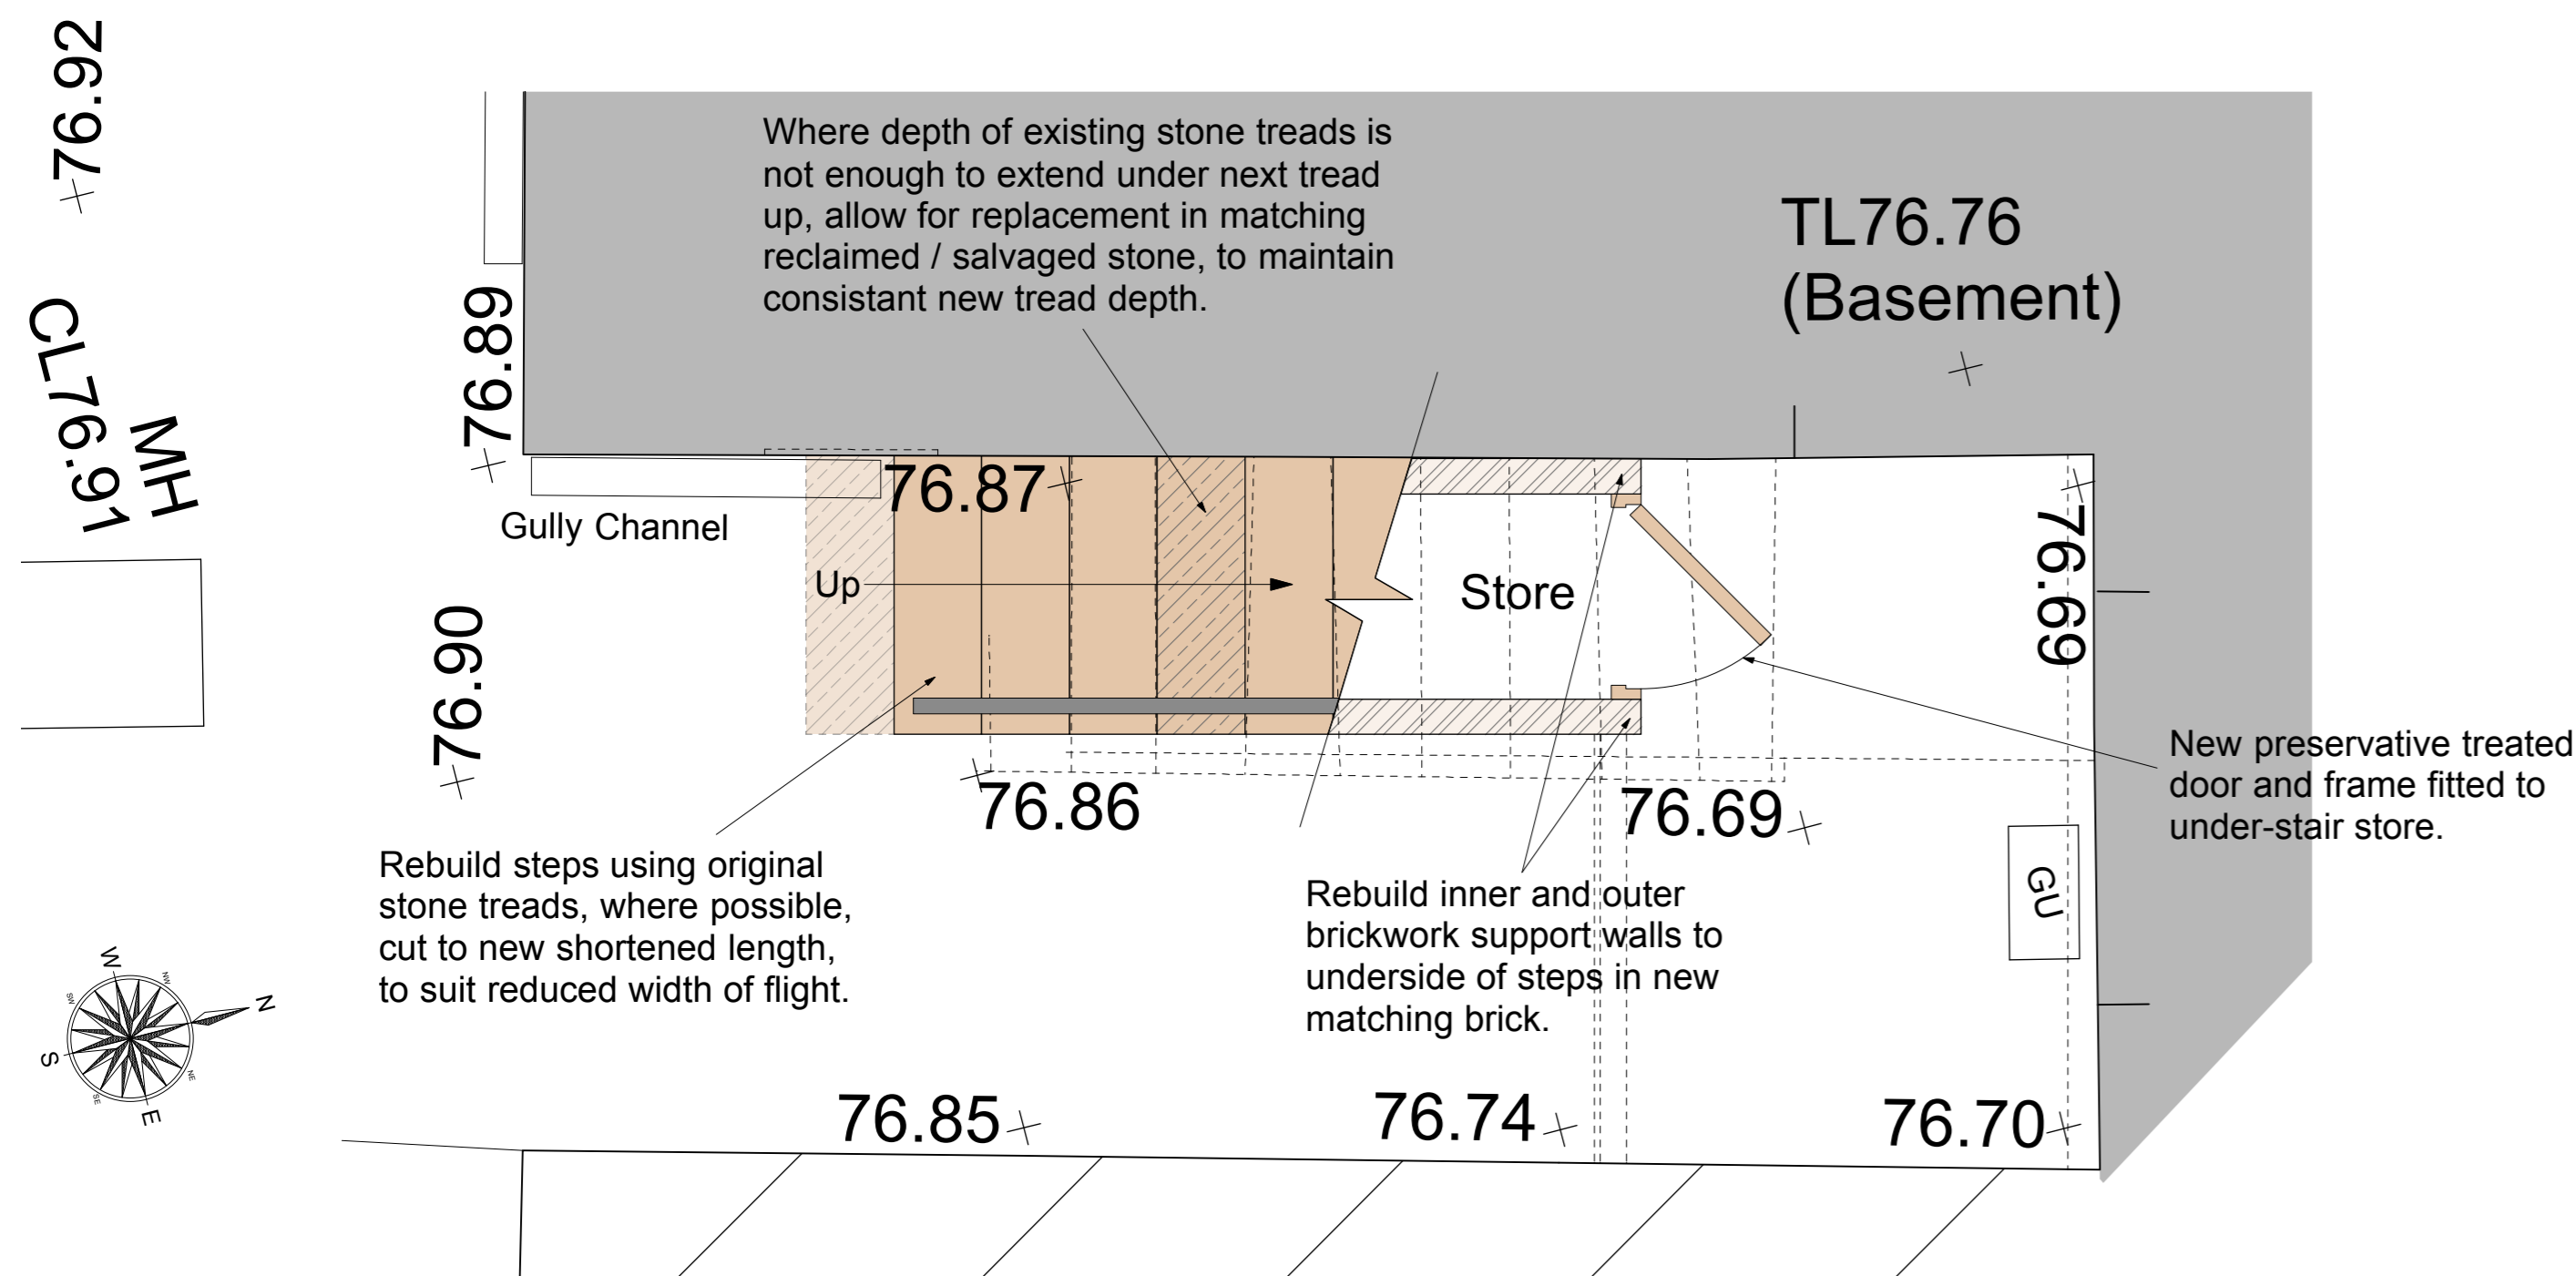 76.92
Where depth of existing stone treads is
not enough to extend under next tread
up, allow for replacement in matching
reclaimed / salvaged stone, to maintain
consistant new tread depth.
TL76.76
(Basement)
CL76.91
MH
76.89
76.87
Gully Channel
Up
Store
76.69
76.90
76.86
76.69
New preservative treated
door and frame fitted to
under-stair store.
Rebuild steps using original
stone treads, where possible,
cut to new shortened length,
to suit reduced width of flight.
Rebuild inner and outer
brickwork support walls to
underside of steps in new
matching brick.
GU
W
NW
N
SW
S
NE
SE
E
76.85
76.74
76.70